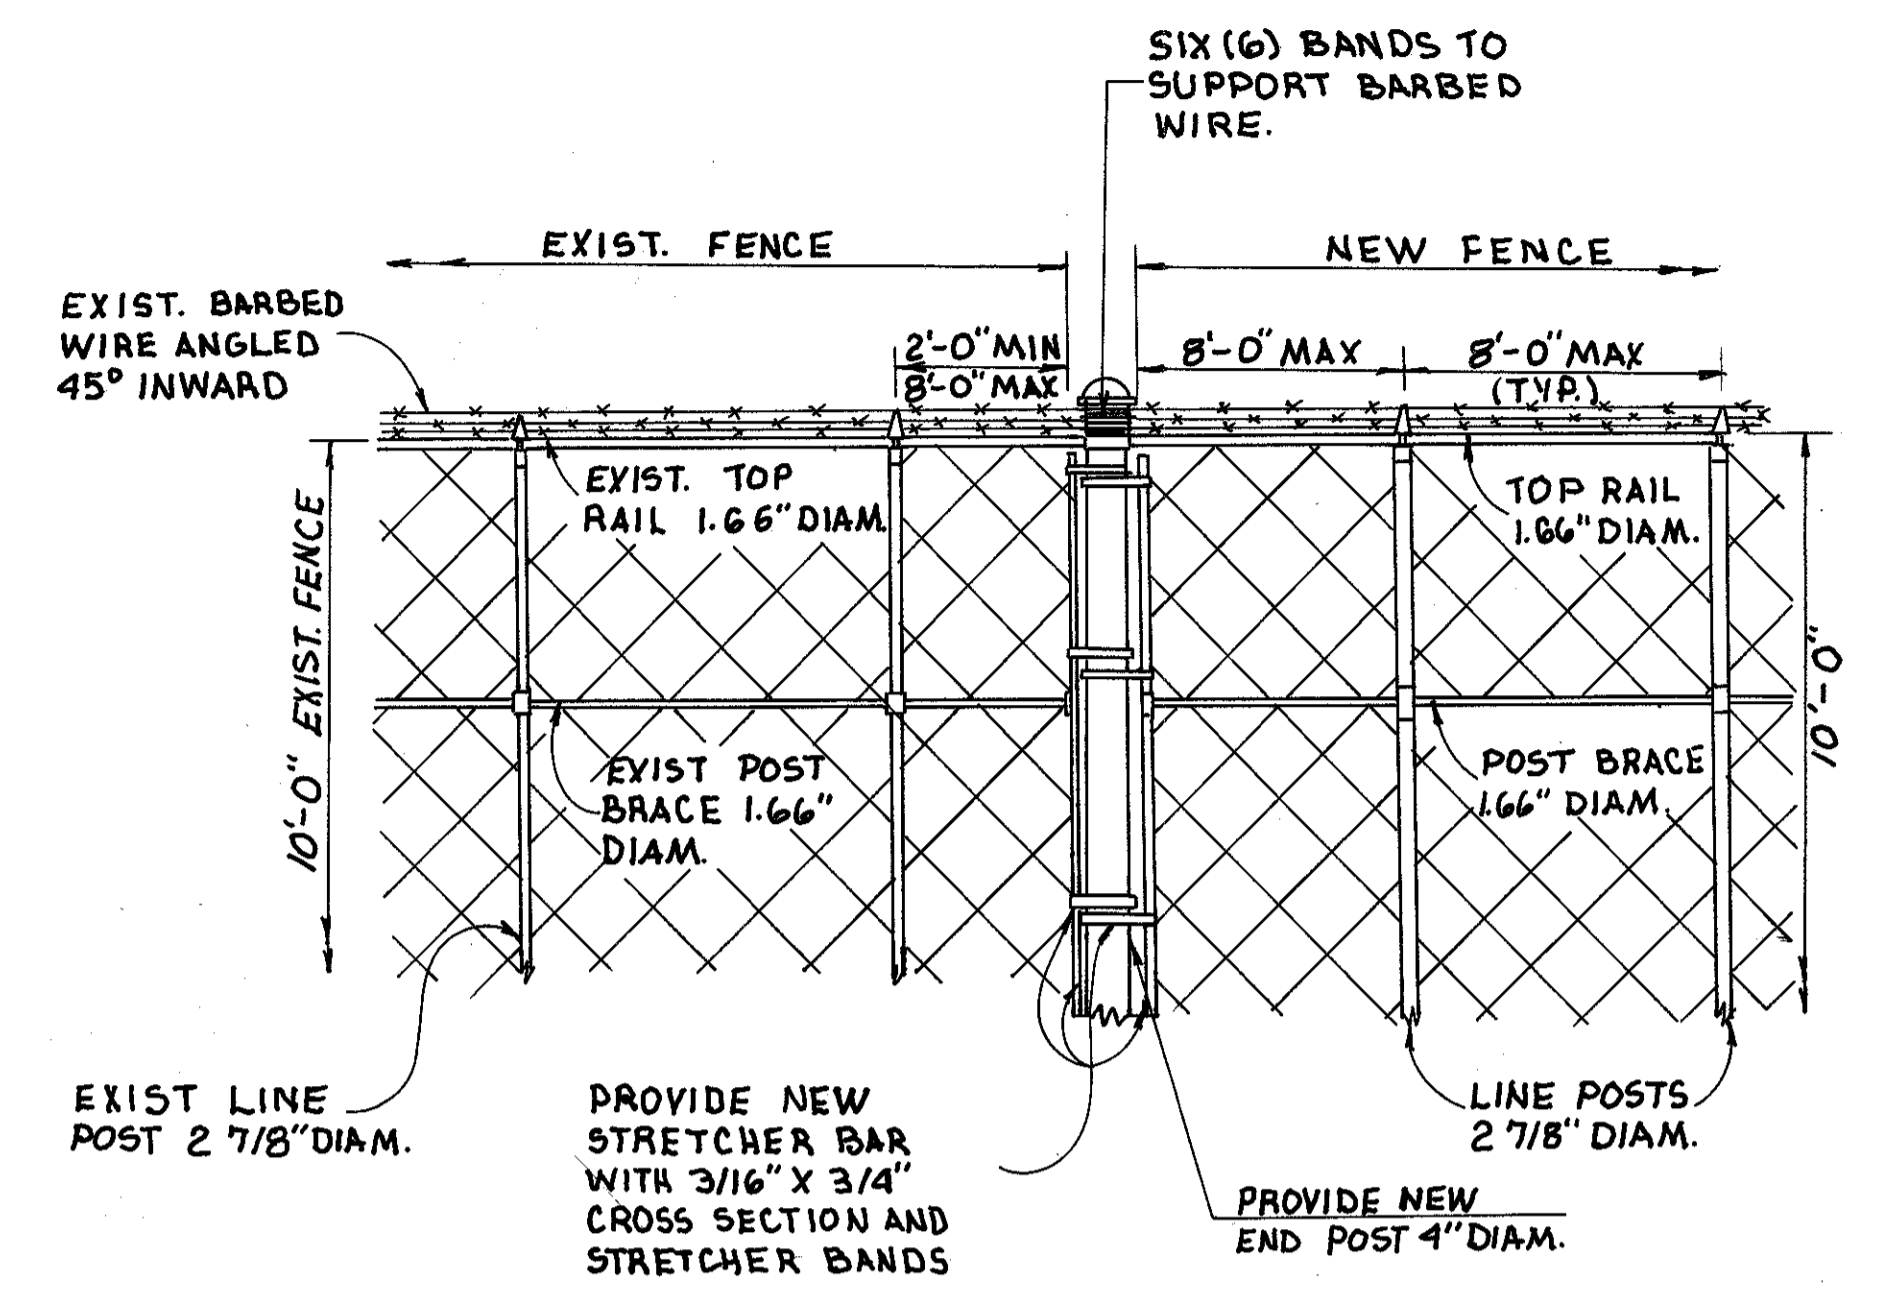 SIX (6) BANDS TO
SUPPORT BARBED
WIRE.
EXIST. FENCE
NEW FENCE
EXIST. BARBED
WIRE ANGLED
45° INWARD
2'-0" MIN
8'-0" MAX
8'-0" MAX
8'-0" MAX
(TYP.)
EXIST. TOP
RAIL 1.66" DIAM.
TOP RAIL
1.66" DIAM.
10'-0" EXIST. FENCE
10'-0"
EXIST POST
BRACE 1.66"
DIAM.
POST BRACE
1.66" DIAM.
EXIST LINE
POST 2 7/8" DIAM.
PROVIDE NEW
STRETCHER BAR
WITH 3/16" X 3/4"
CROSS SECTION AND
STRETCHER BANDS
LINE POSTS
2 7/8" DIAM.
PROVIDE NEW
END POST 4" DIAM.